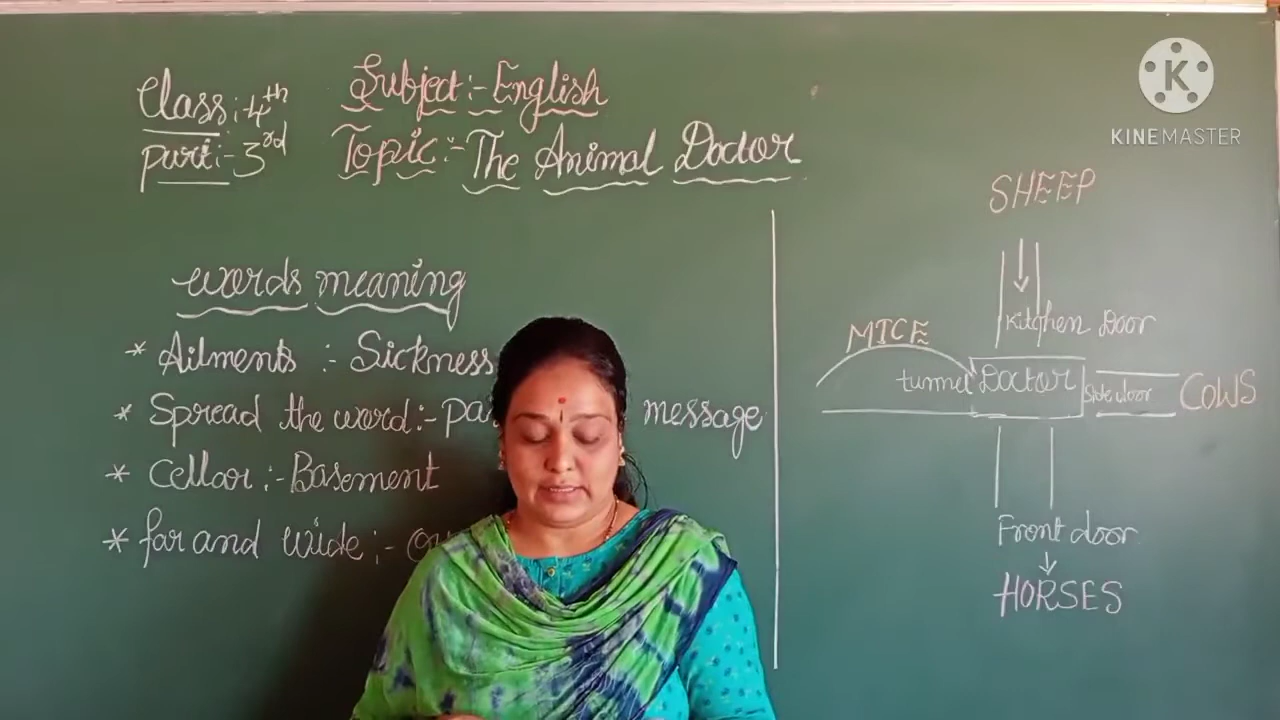 Class:4th
Subject:-English
Part:-3rd
Topic:-The Animal Doctor
words meaning
* Ailments :- Sickness
* Spread the word:- message
* Cellar:-Basement
* far and wide:-
SHEEP
Kitchen Door
MICE
tunnel Doctor Side door COWS
Front door
HORSES
K
KINEMASTER